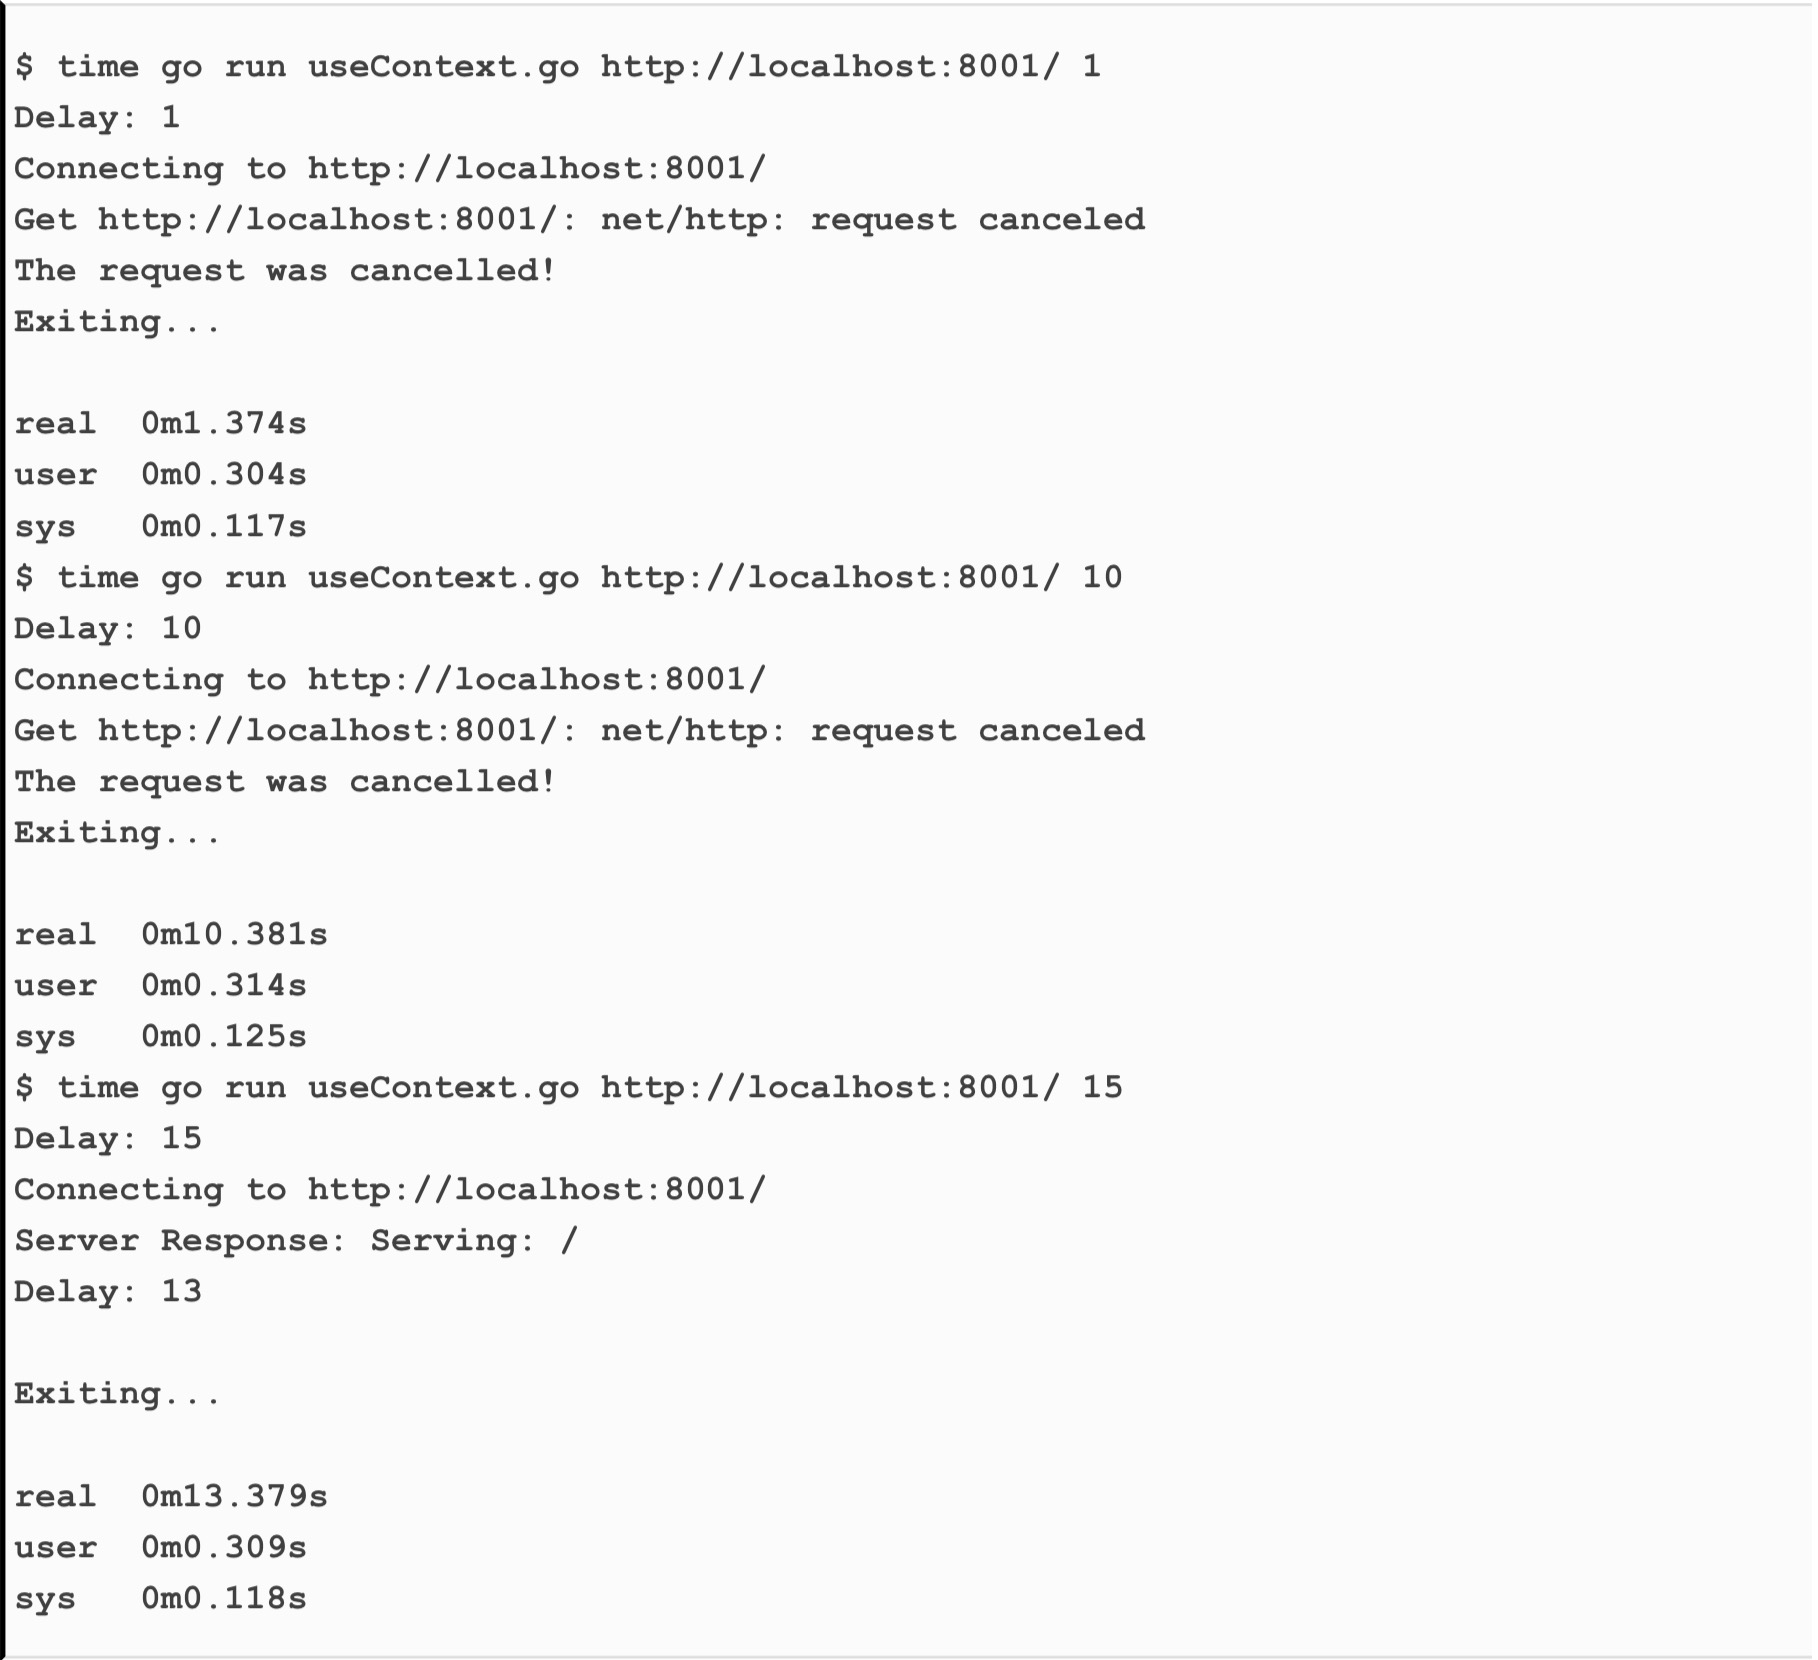 $ time go run useContext.go http://localhost:8001/ 1
Delay: 1
Connecting to http://localhost:8001/
Get http://localhost:8001/: net/http: request canceled
The request was cancelled!
Exiting...
real 0m1.374s
user 0m0.304s
sys 0m0.117s
$ time go run useContext.go http://localhost:8001/ 10
Delay: 10
Connecting to http://localhost:8001/
Get http://localhost:8001/: net/http: request canceled
The request was cancelled!
Exiting...
real 0m10.381s
user 0m0.314s
sys 0m0.125s
$ time go run useContext.go http://localhost:8001/ 15
Delay: 15
Connecting to http://localhost:8001/
Server Response: Serving: /
Delay: 13
Exiting...
real 0m13.379s
user 0m0.309s
sys 0m0.118s